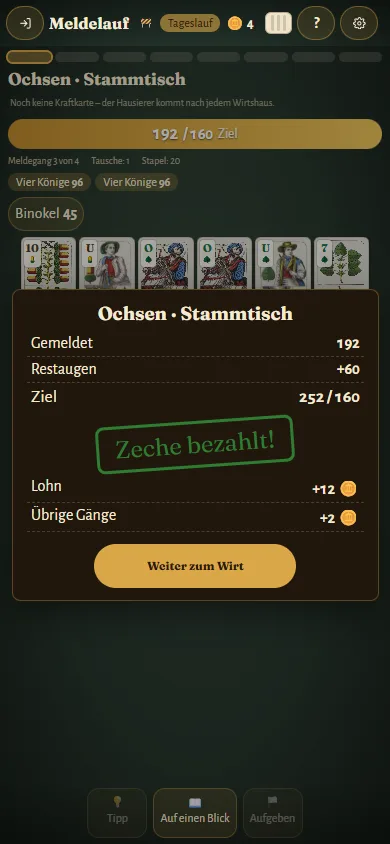 Meldelauf 🚧 Tageslauf 4 ?
Ochsen · Stammtisch
Noch keine Kraftkarte – der Hausierer kommt nach jedem Wirtshaus.
192 / 160 Ziel
Meldegang 3 von 4 Tausche: 1 Stapel: 20
Vier Könige 96 Vier Könige 96
Binokel 45
10 U O O U 7
Ochsen · Stammtisch
Gemeldet 192
Restaugen +60
Ziel 252 / 160
Zeche bezahlt!
Lohn +12
Übrige Gänge +2
Weiter zum Wirt
Tipp Auf einen Blick Aufgeben